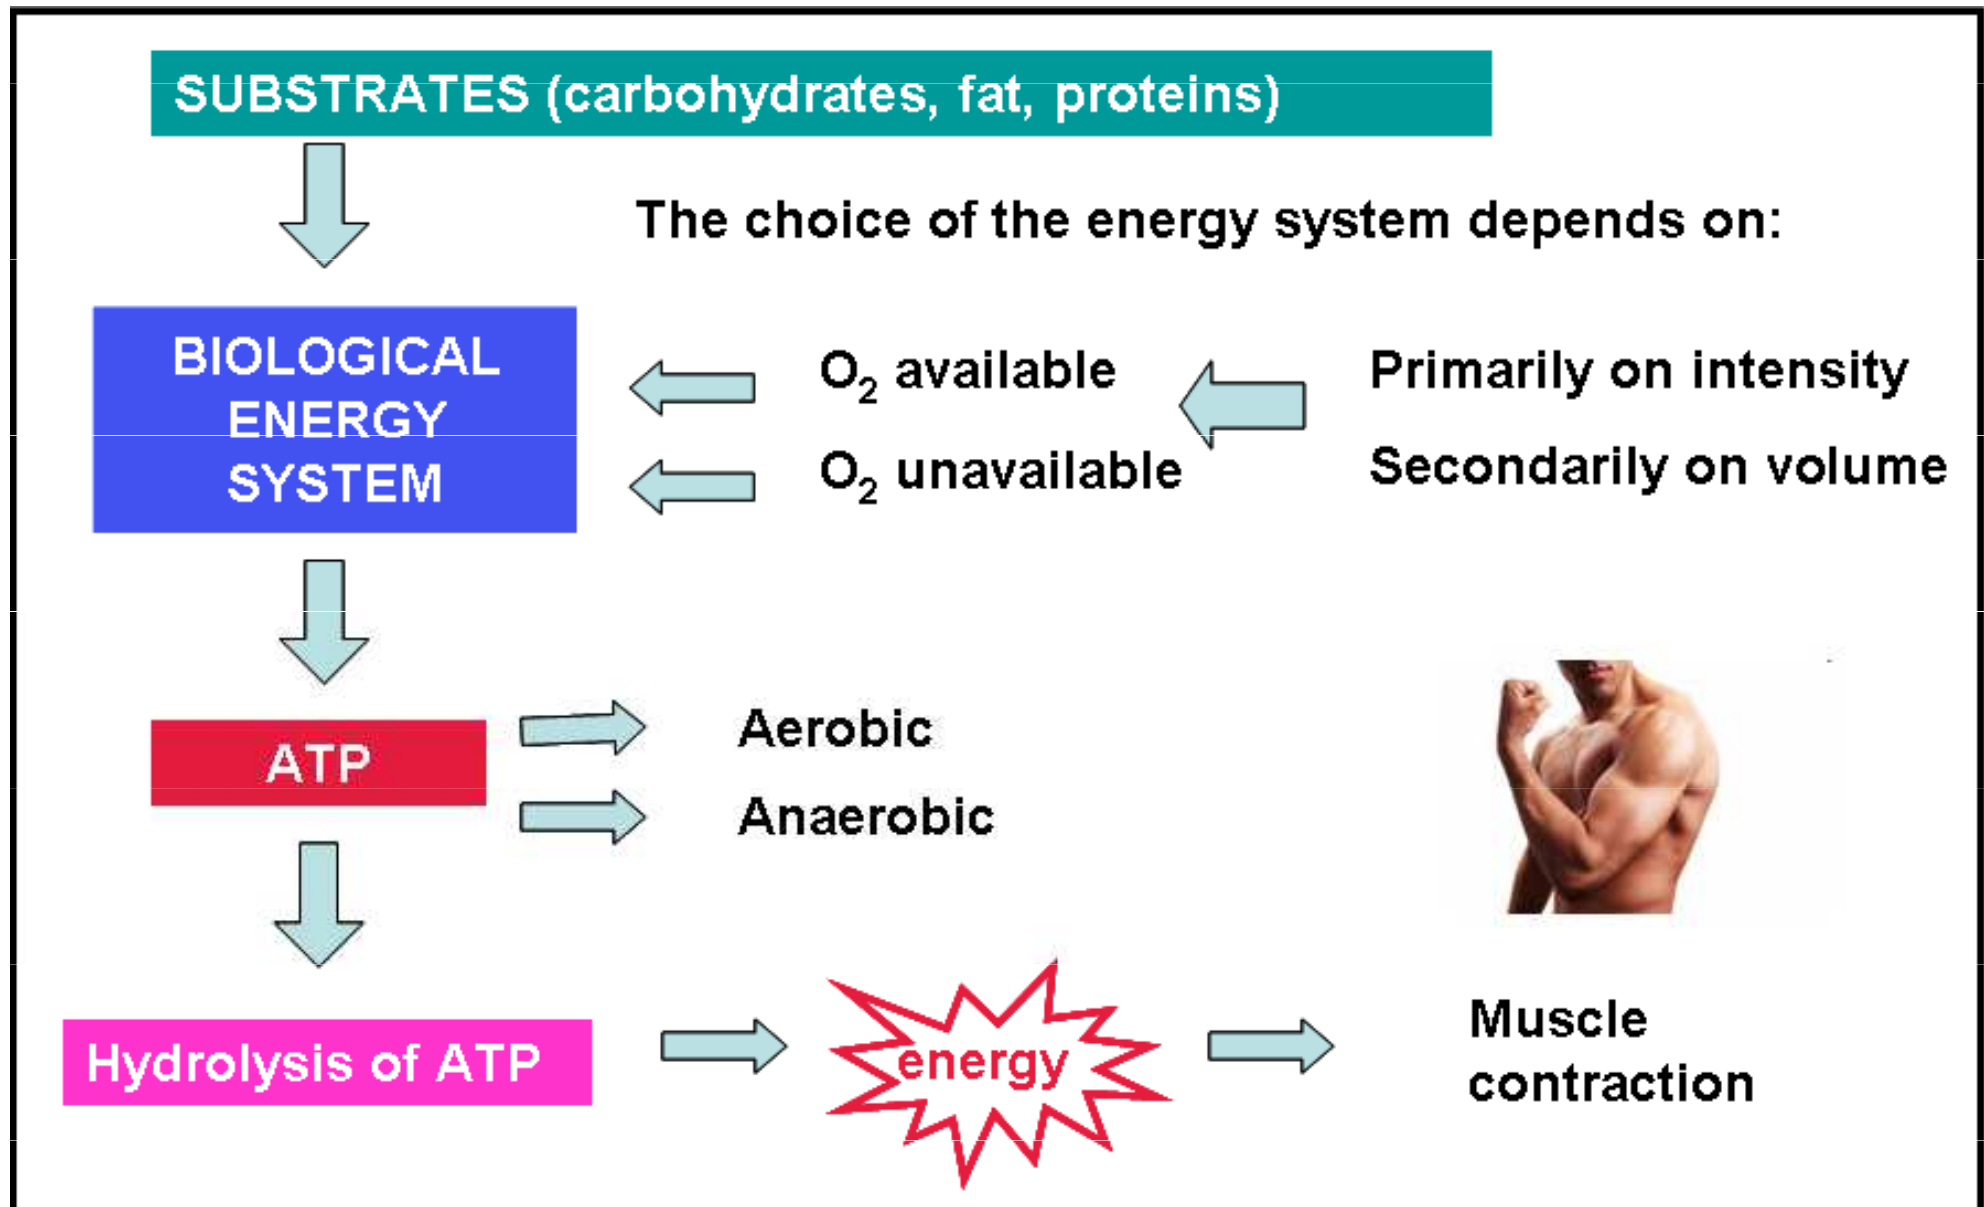 SUBSTRATES (carbohydrates, fat, proteins)
The choice of the energy system depends on:
BIOLOGICAL
ENERGY
SYSTEM
O₂ available
O₂ unavailable
Primarily on intensity
Secondarily on volume
ATP
Aerobic
Anaerobic
Hydrolysis of ATP
energy
Muscle
contraction